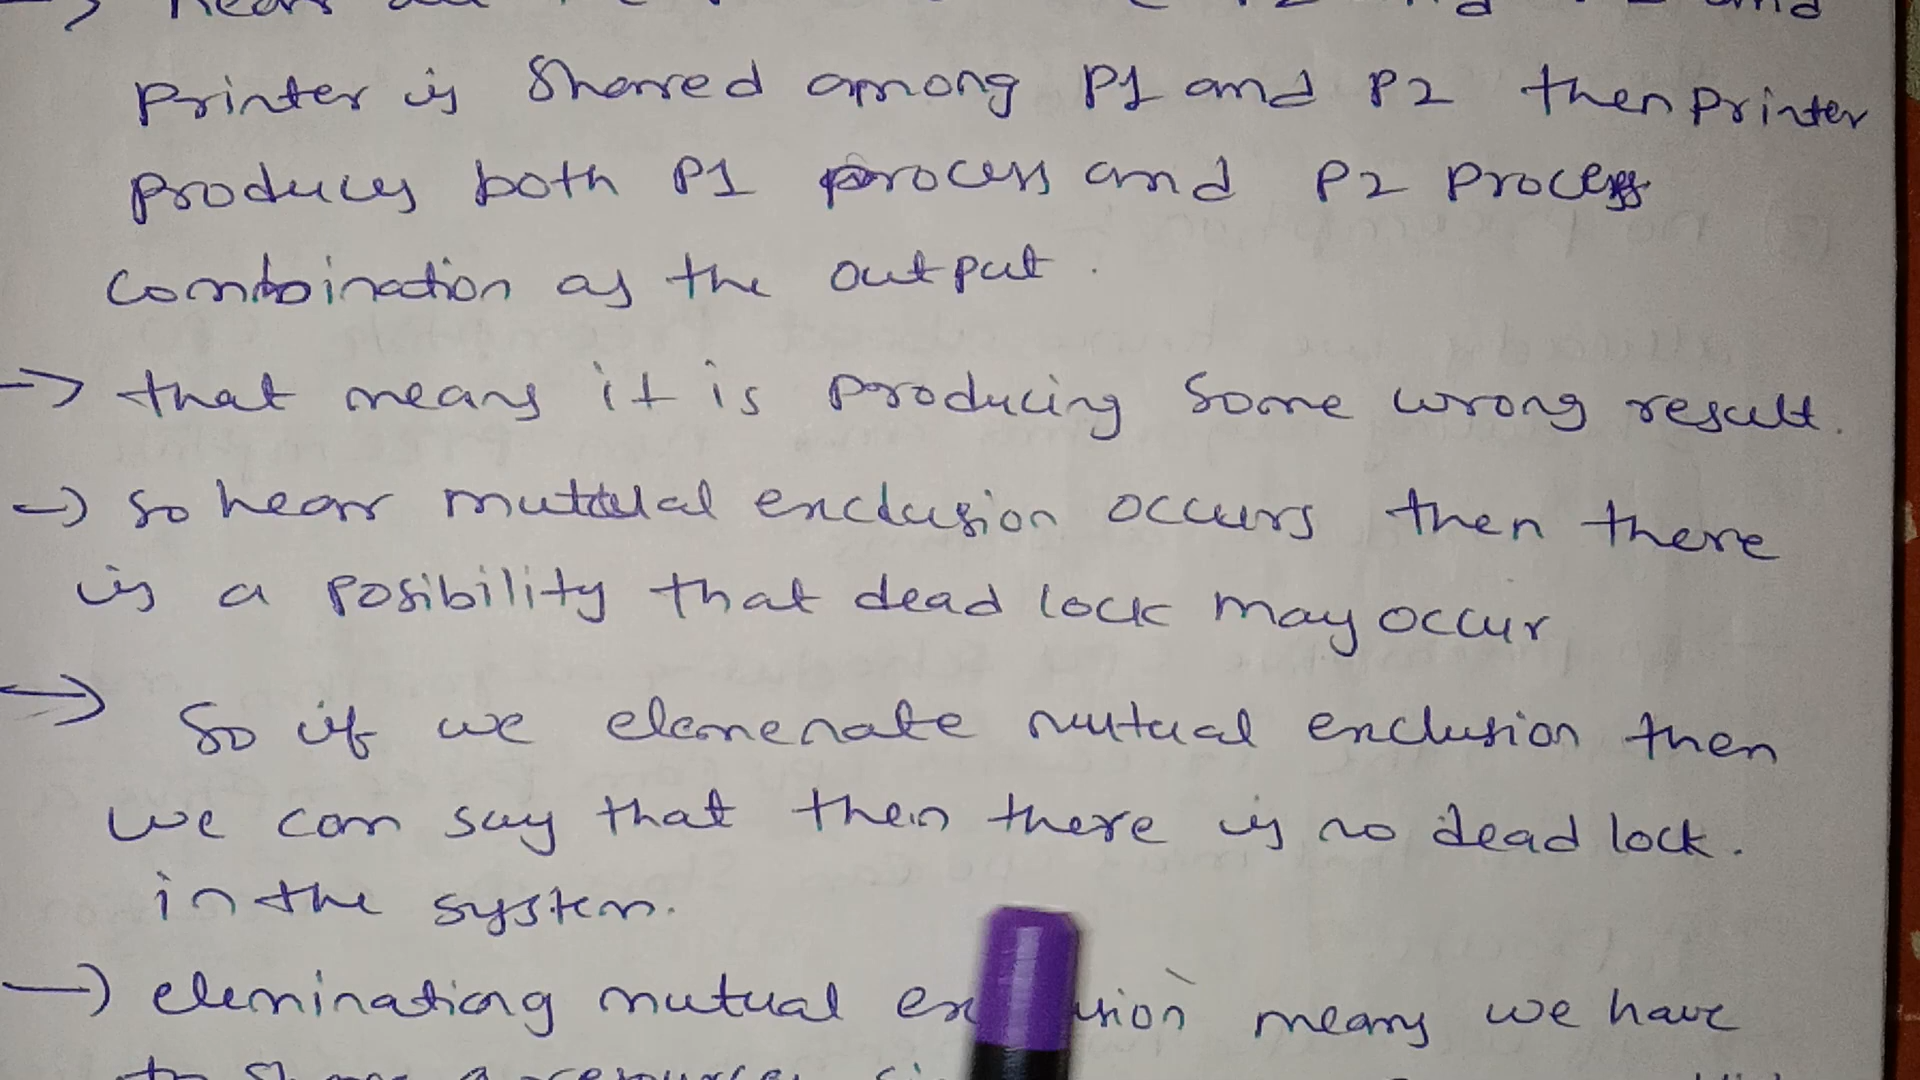 printer is Shared among P1 and P2 then printer
produces both P1 process and P2 process
combination as the output.
-> that means it is producing some wrong result.
-> so hear mutual exclusion occurs then there
is a posibility that dead lock may occur
-> So if we elemenate mutual exclusion then
we can say that then there is no dead lock.
in the system.
-> eleminationg mutual means we have